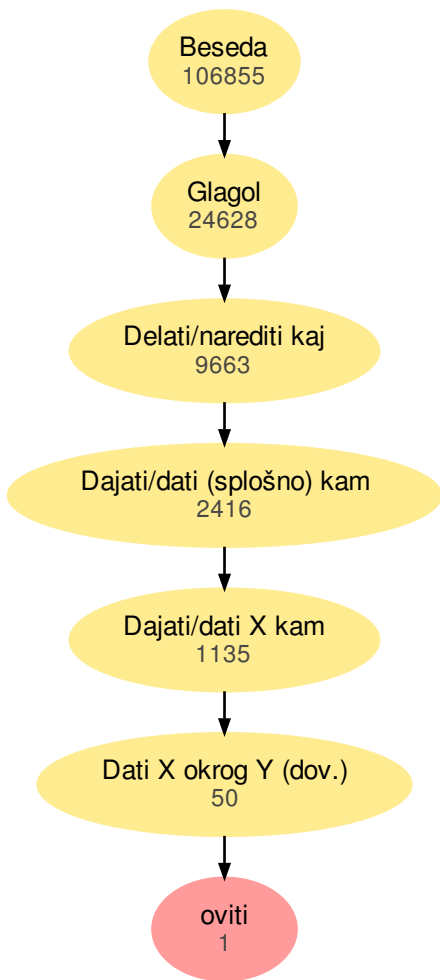 Beseda
106855
Glagol
24628
Delati/narediti kaj
9663
Dajati/dati (splošno) kam
2416
Dajati/dati X kam
1135
Dati X okrog Y (dov.)
50
oviti
1